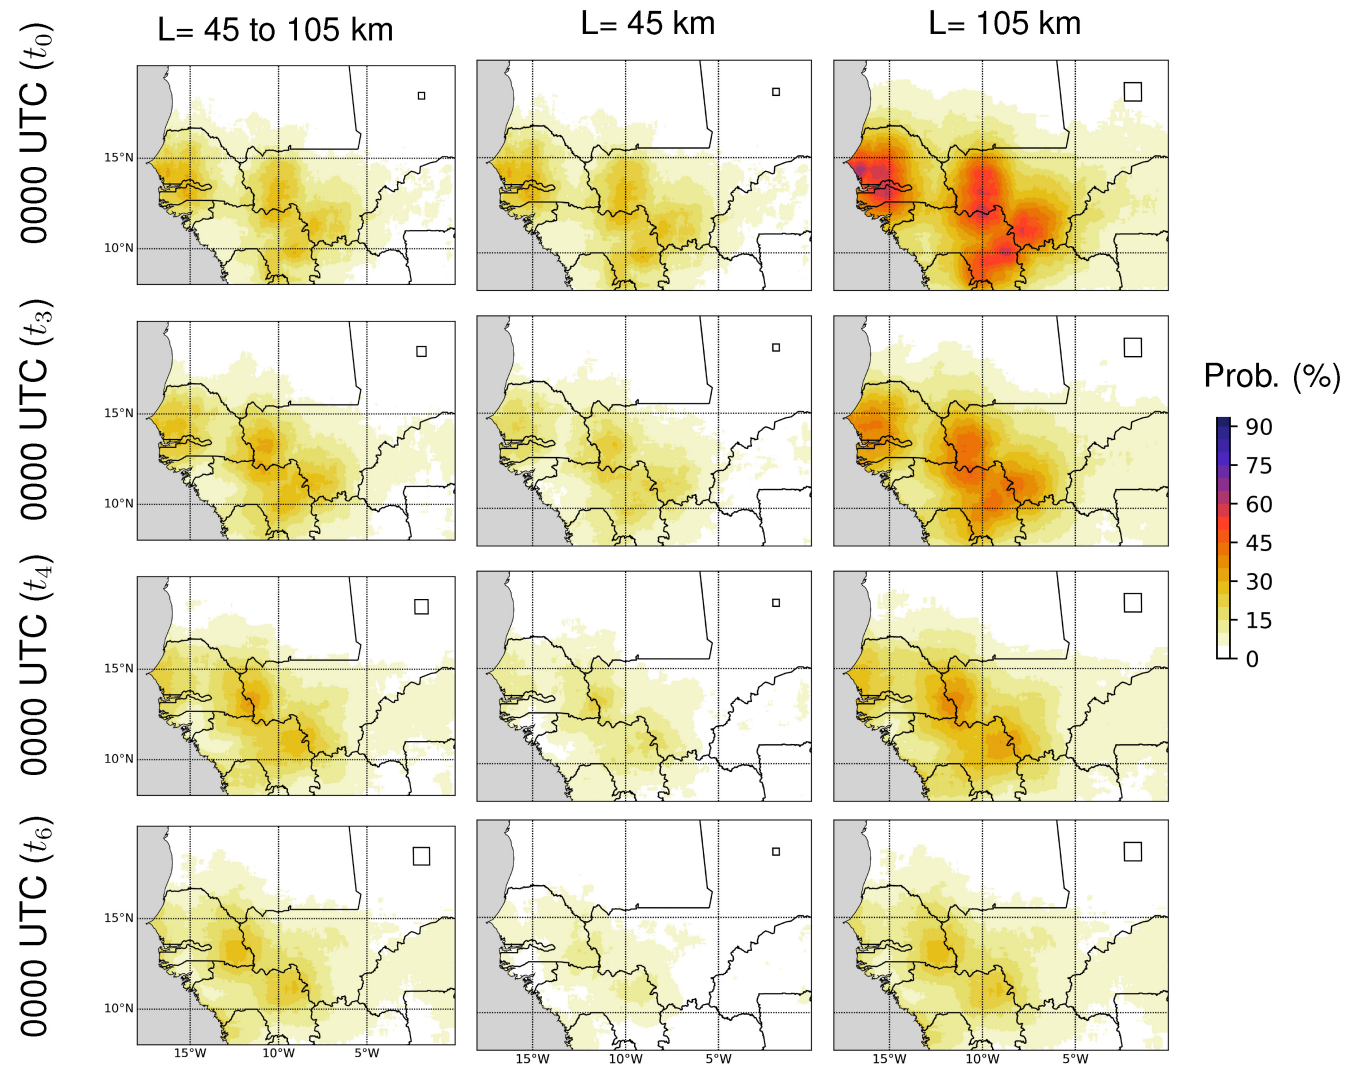 L= 45 to 105 km
L= 45 km
L= 105 km
0000 UTC (t₀)
15°N
10°N
0000 UTC (t₃)
15°N
10°N
Prob. (%)
90
75
60
45
30
15
0
0000 UTC (t₄)
15°N
10°N
0000 UTC (t₆)
15°N
10°N
15°W 10°W 5°W
15°W 10°W 5°W
15°W 10°W 5°W